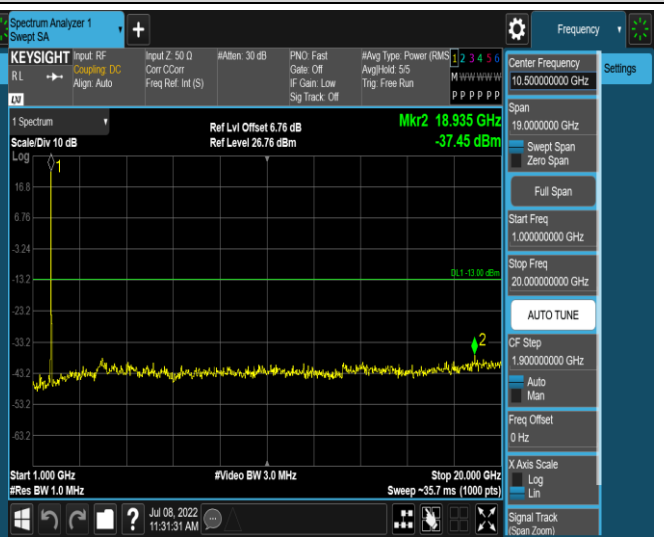 Spectrum Analyzer 1
Swept SA
+
Frequency
KEYSIGHT
RL
LXI
Input: RF
Coupling: DC
Align: Auto
Input Z: 50 Ω
Corr CCorr
Freq Ref: Int (S)
#Atten: 30 dB
PNO: Fast
Gate: Off
IF Gain: Low
Sig Track: Off
#Avg Type: Power (RMS
Avg|Hold: 5/5
Trig: Free Run
1 2 3 4 5 6
M W W W W W
P P P P P P
Settings
1 Spectrum
Scale/Div 10 dB
Log
Ref Lvl Offset 6.76 dB
Ref Level 26.76 dBm
Mkr2 18.935 GHz
-37.45 dBm
1
16.8
6.76
-3.24
-13.2
DL1 -13.00 dBm
-23.2
-33.2
2
-43.2
-53.2
-63.2
Start 1.000 GHz
#Res BW 1.0 MHz
#Video BW 3.0 MHz
Stop 20.000 GHz
Sweep ~35.7 ms (1000 pts)
Center Frequency
10.500000000 GHz
Span
19.0000000 GHz
Swept Span
Zero Span
Full Span
Start Freq
1.000000000 GHz
Stop Freq
20.000000000 GHz
AUTO TUNE
CF Step
1.900000000 GHz
Auto
Man
Freq Offset
0 Hz
X Axis Scale
Log
Lin
Signal Track
(Span Zoom)
?
Jul 08, 2022
11:31:31 AM